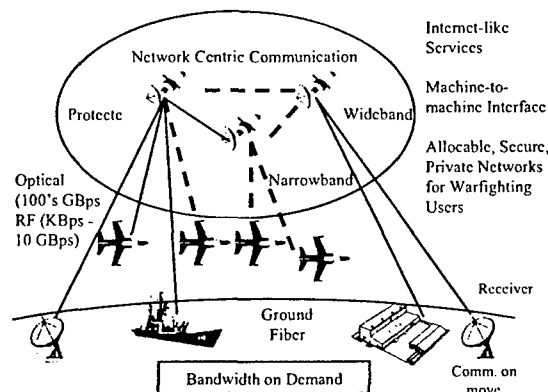 Network Centric Communication
Protecte
Wideband
Narrowband
Internet-like
Services
Machine-to-
machine Interface
Allocable, Secure,
Private Networks
for Warfighting
Users
Optical
(100's GBps
RF (KBps -
10 GBps)
Receiver
Ground
Fiber
Comm. on
move
Bandwidth on Demand